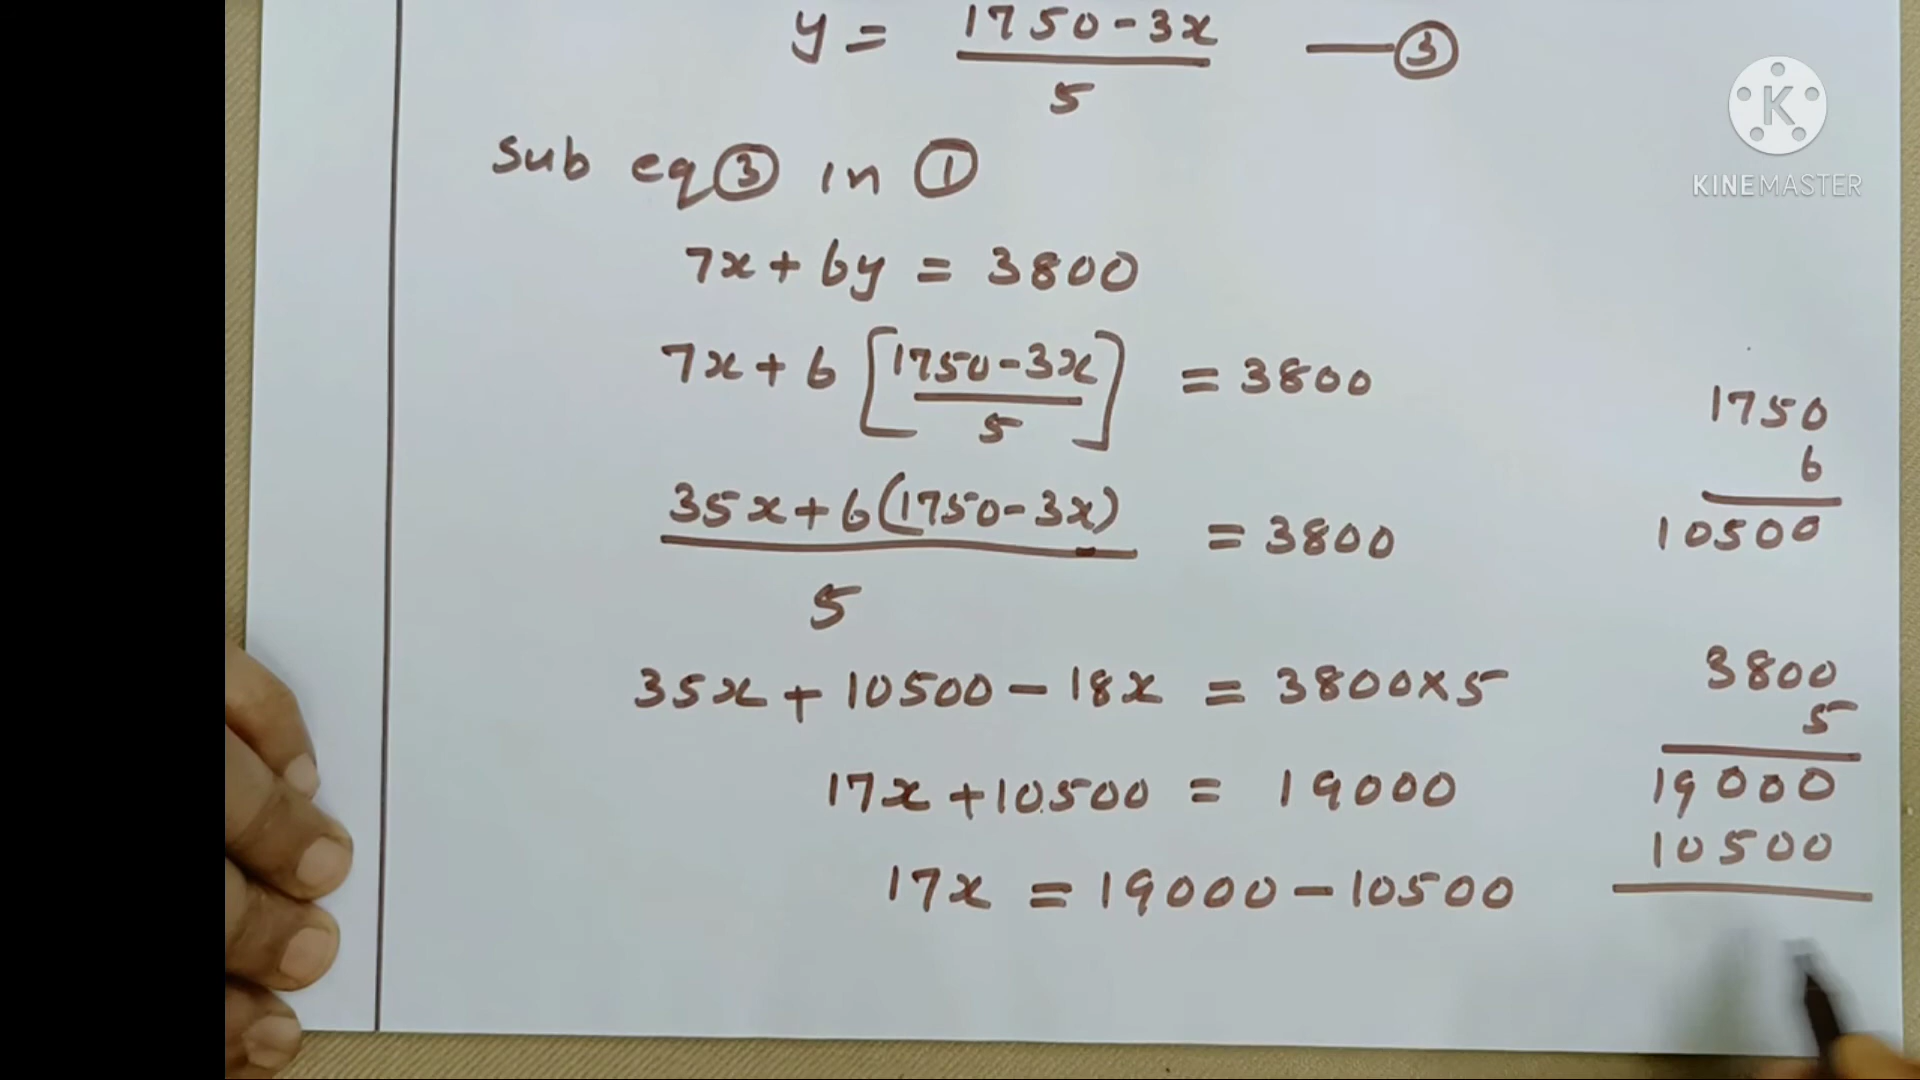 y = 1750-3x / 5 — ③
Sub eq ③ in ①
7x + 6y = 3800
7x + 6 [1750-3x / 5] = 3800
35x + 6(1750-3x) / 5 = 3800
35x + 10500 - 18x = 3800×5
17x + 10500 = 19000
17x = 19000 - 10500
K
KINEMASTER
1750
6
10500
3800
5
19000
10500